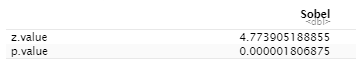 Sobel
<dbl>
z.value 4.773905188855
p.value 0.000001806875